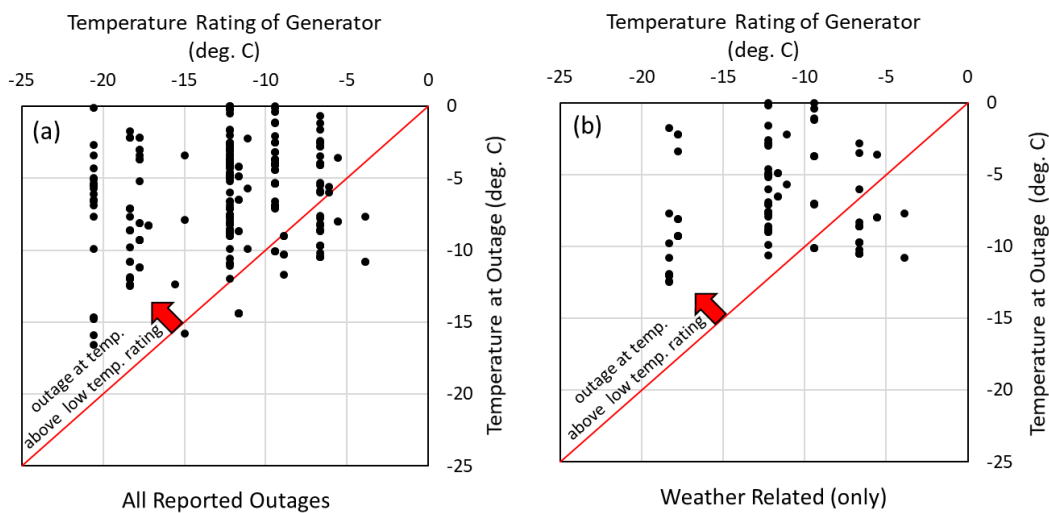 Temperature Rating of Generator
(deg. C)
-25 -20 -15 -10 -5 0
(a)
0
-5
-10
-15
-20
-25
Temperature at Outage (deg. C)
outage at temp.
above low temp. rating
All Reported Outages
Temperature Rating of Generator
(deg. C)
-25 -20 -15 -10 -5 0
(b)
0
-5
-10
-15
-20
-25
Temperature at Outage (deg. C)
outage at temp.
above low temp. rating
Weather Related (only)